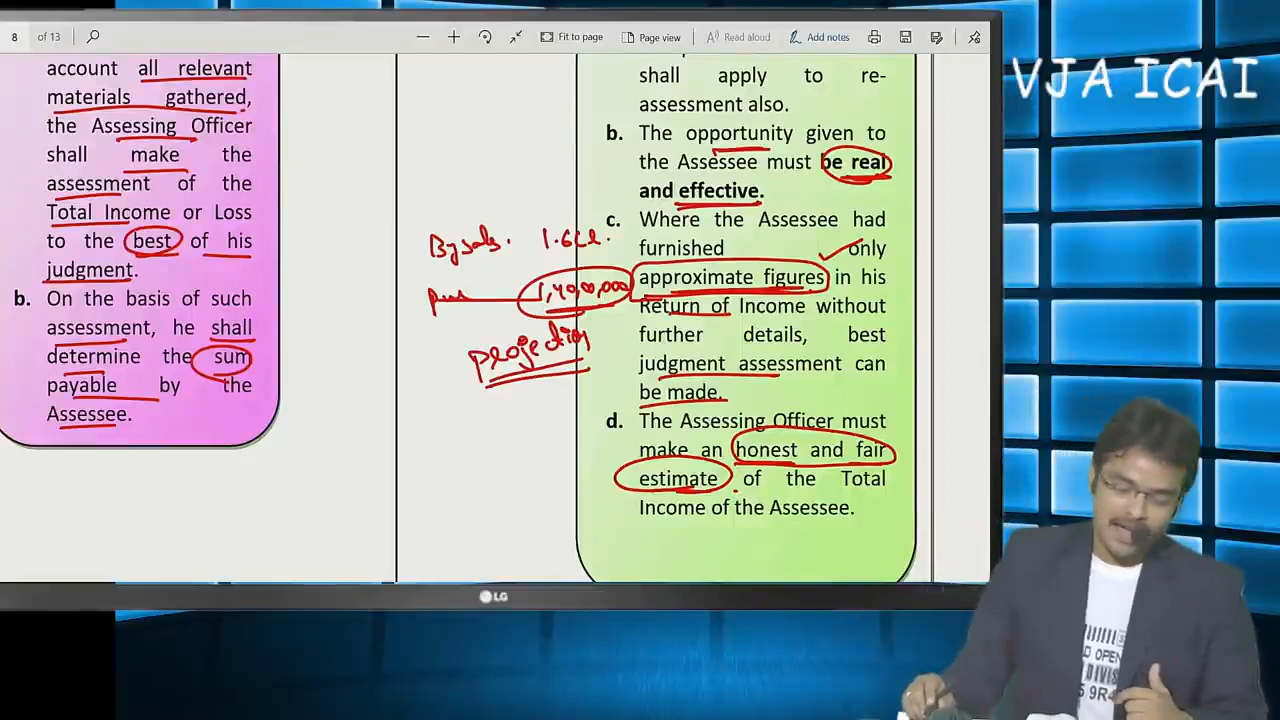 8 of 13
Fit to page
Page view
Read aloud
Add notes
VJA ICAI
account all relevant
materials gathered,
the Assessing Officer
shall make the
assessment of the
Total Income or Loss
to the best of his
judgment.
b. On the basis of such
assessment, he shall
determine the sum
payable by the
Assessee.
By sales. 1.6Cr.
1,40,00,000
projection
shall apply to re-
assessment also.
b. The opportunity given to
the Assessee must be real
and effective.
c. Where the Assessee had
furnished only
approximate figures in his
Return of Income without
further details, best
judgment assessment can
be made.
d. The Assessing Officer must
make an honest and fair
estimate of the Total
Income of the Assessee.
LG